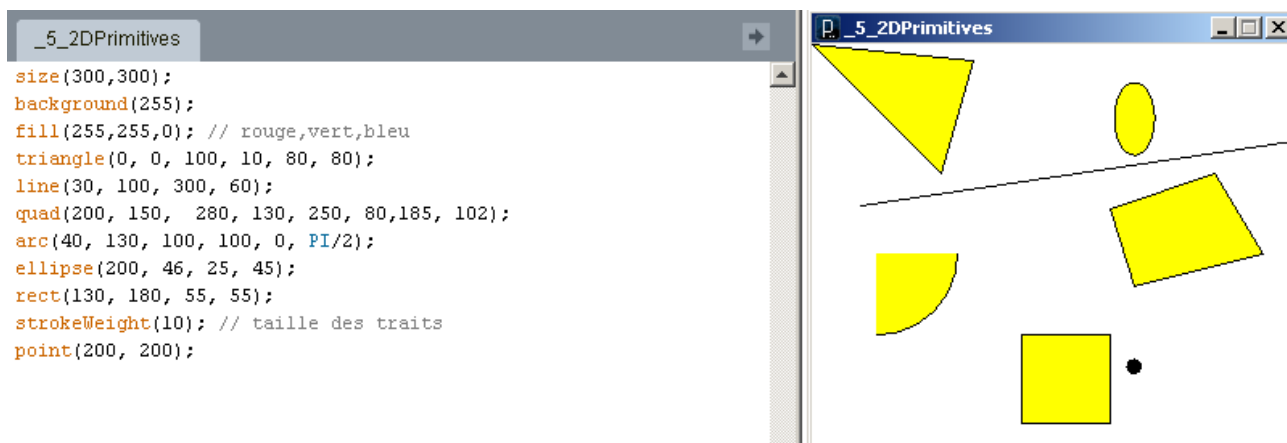 _5_2DPrimitives
size(300,300);
background(255);
fill(255,255,0); // rouge,vert,bleu
triangle(0, 0, 100, 10, 80, 80);
line(30, 100, 300, 60);
quad(200, 150,  280, 130, 250, 80,185, 102);
arc(40, 130, 100, 100, 0, PI/2);
ellipse(200, 46, 25, 45);
rect(130, 180, 55, 55);
strokeWeight(10); // taille des traits
point(200, 200);
_5_2DPrimitives